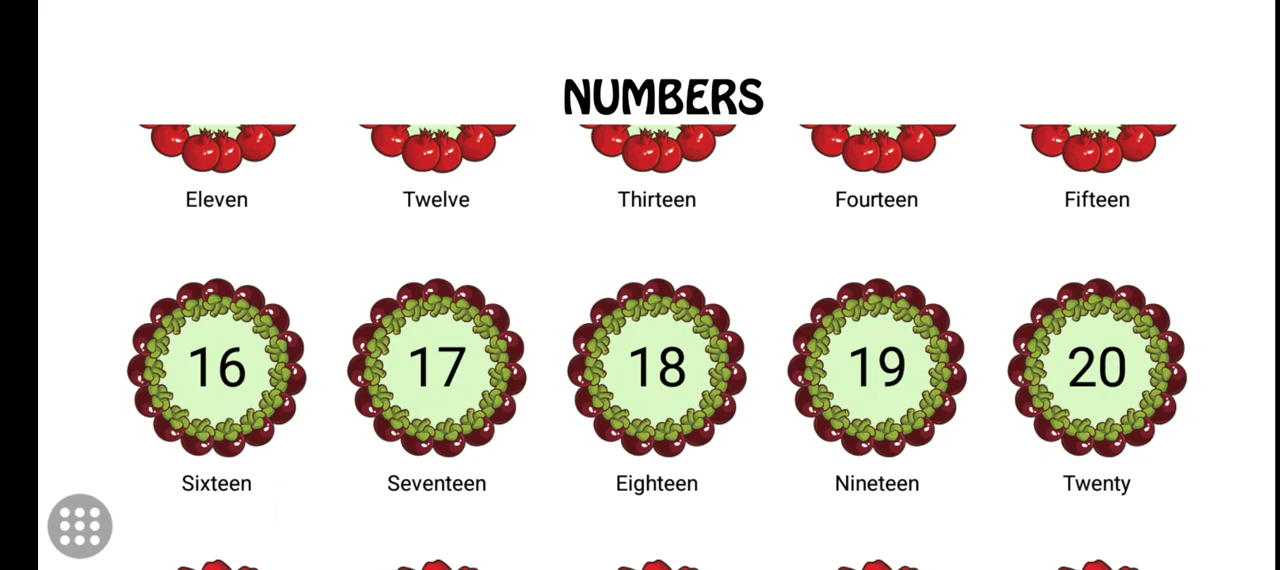 NUMBERS
Eleven Twelve Thirteen Fourteen Fifteen
16 17 18 19 20
Sixteen Seventeen Eighteen Nineteen Twenty